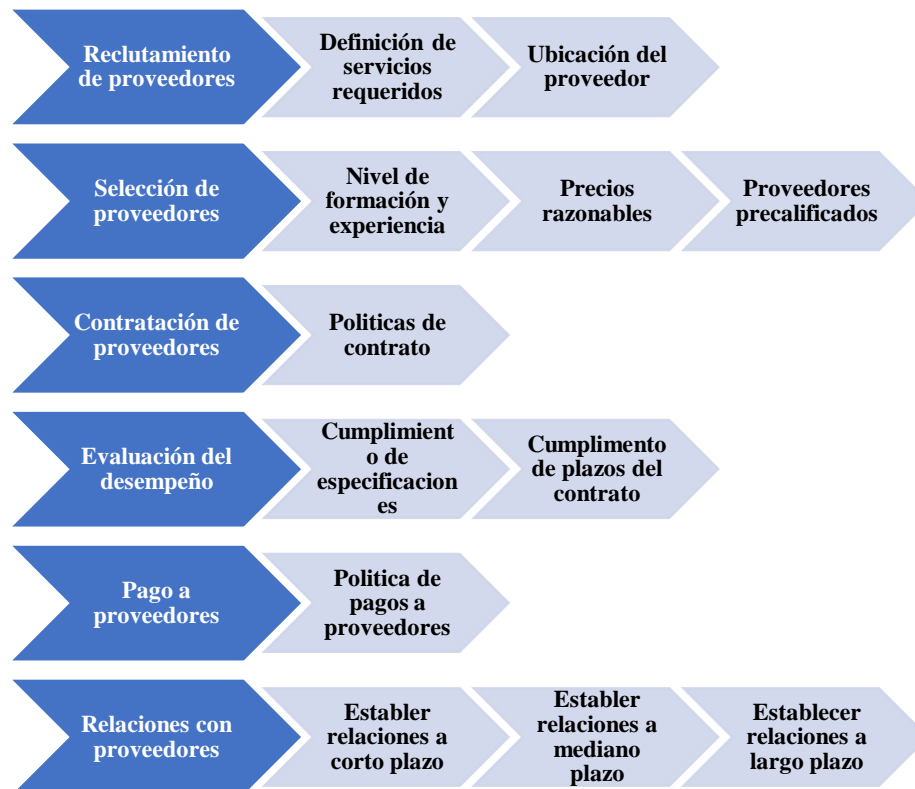 Reclutamiento
de proveedores
Definición de
servicios
requeridos
Ubicación del
proveedor
Selección de
proveedores
Nivel de
formación y
experiencia
Precios
razonables
Proveedores
precalificados
Contratación de
proveedores
Politicas de
contrato
Evaluación del
desempeño
Cumplimient
o de
especificacion
es
Cumplimento
de plazos del
contrato
Pago a
proveedores
Politica de
pagos a
proveedores
Relaciones con
proveedores
Establer
relaciones a
corto plazo
Establer
relaciones a
mediano
plazo
Establecer
relaciones a
largo plazo